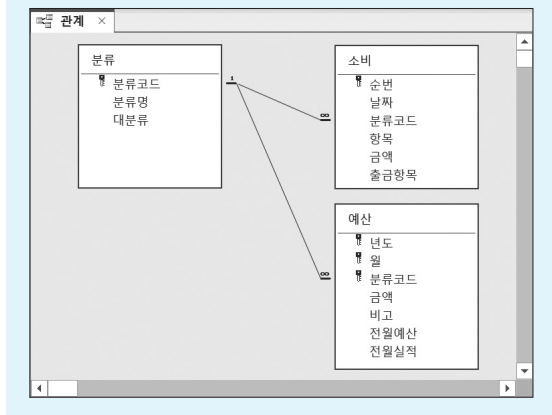 관계
분류
분류코드
분류명
대분류
1
∞
∞
소비
순번
날짜
분류코드
항목
금액
출금항목
예산
년도
월
분류코드
금액
비고
전월예산
전월실적